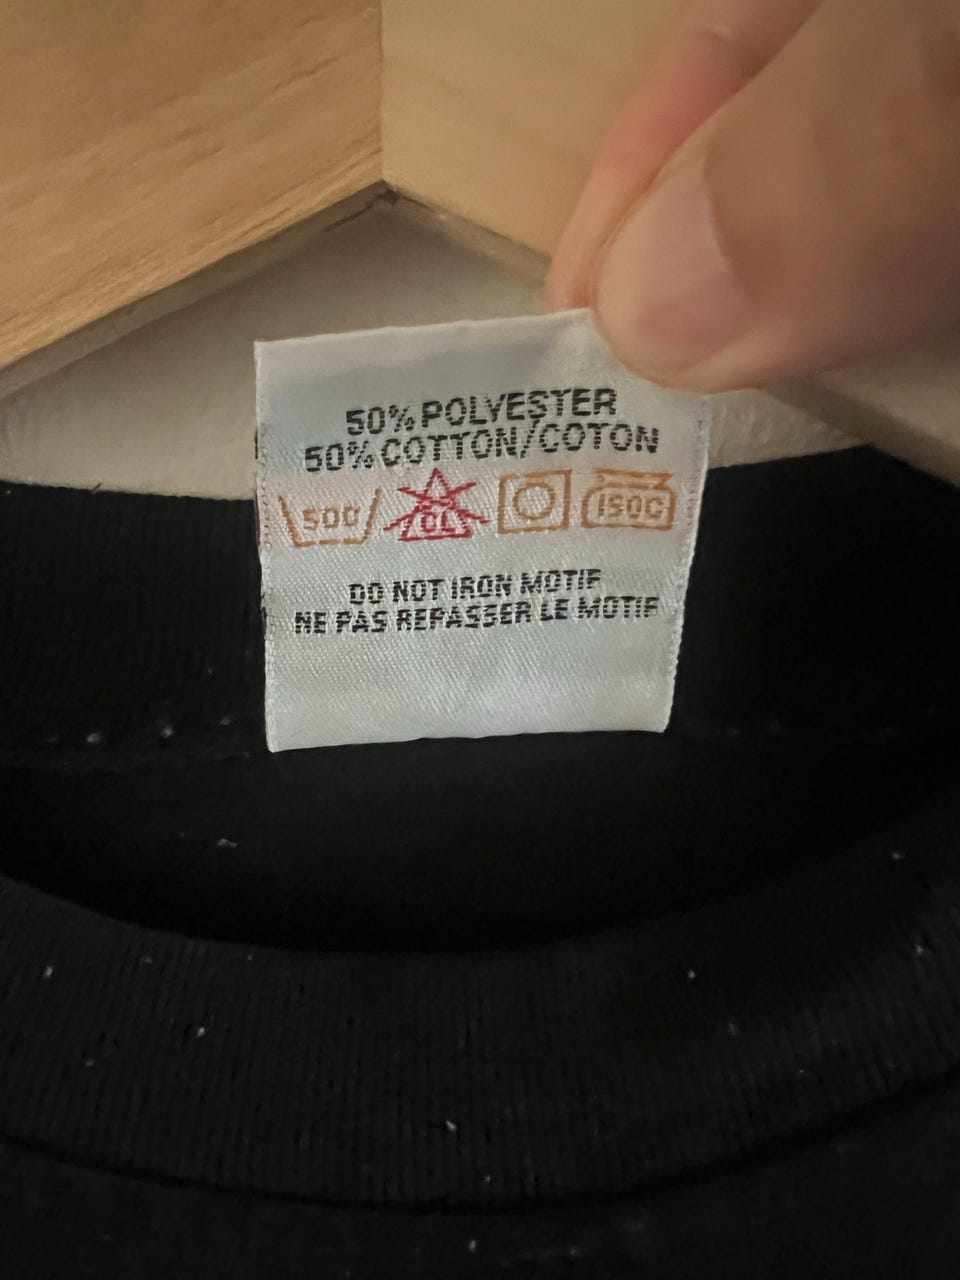 50% POLYESTER
50% COTTON/COTON
50C CL 150C
DO NOT IRON MOTIF
NE PAS REPASSER LE MOTIF